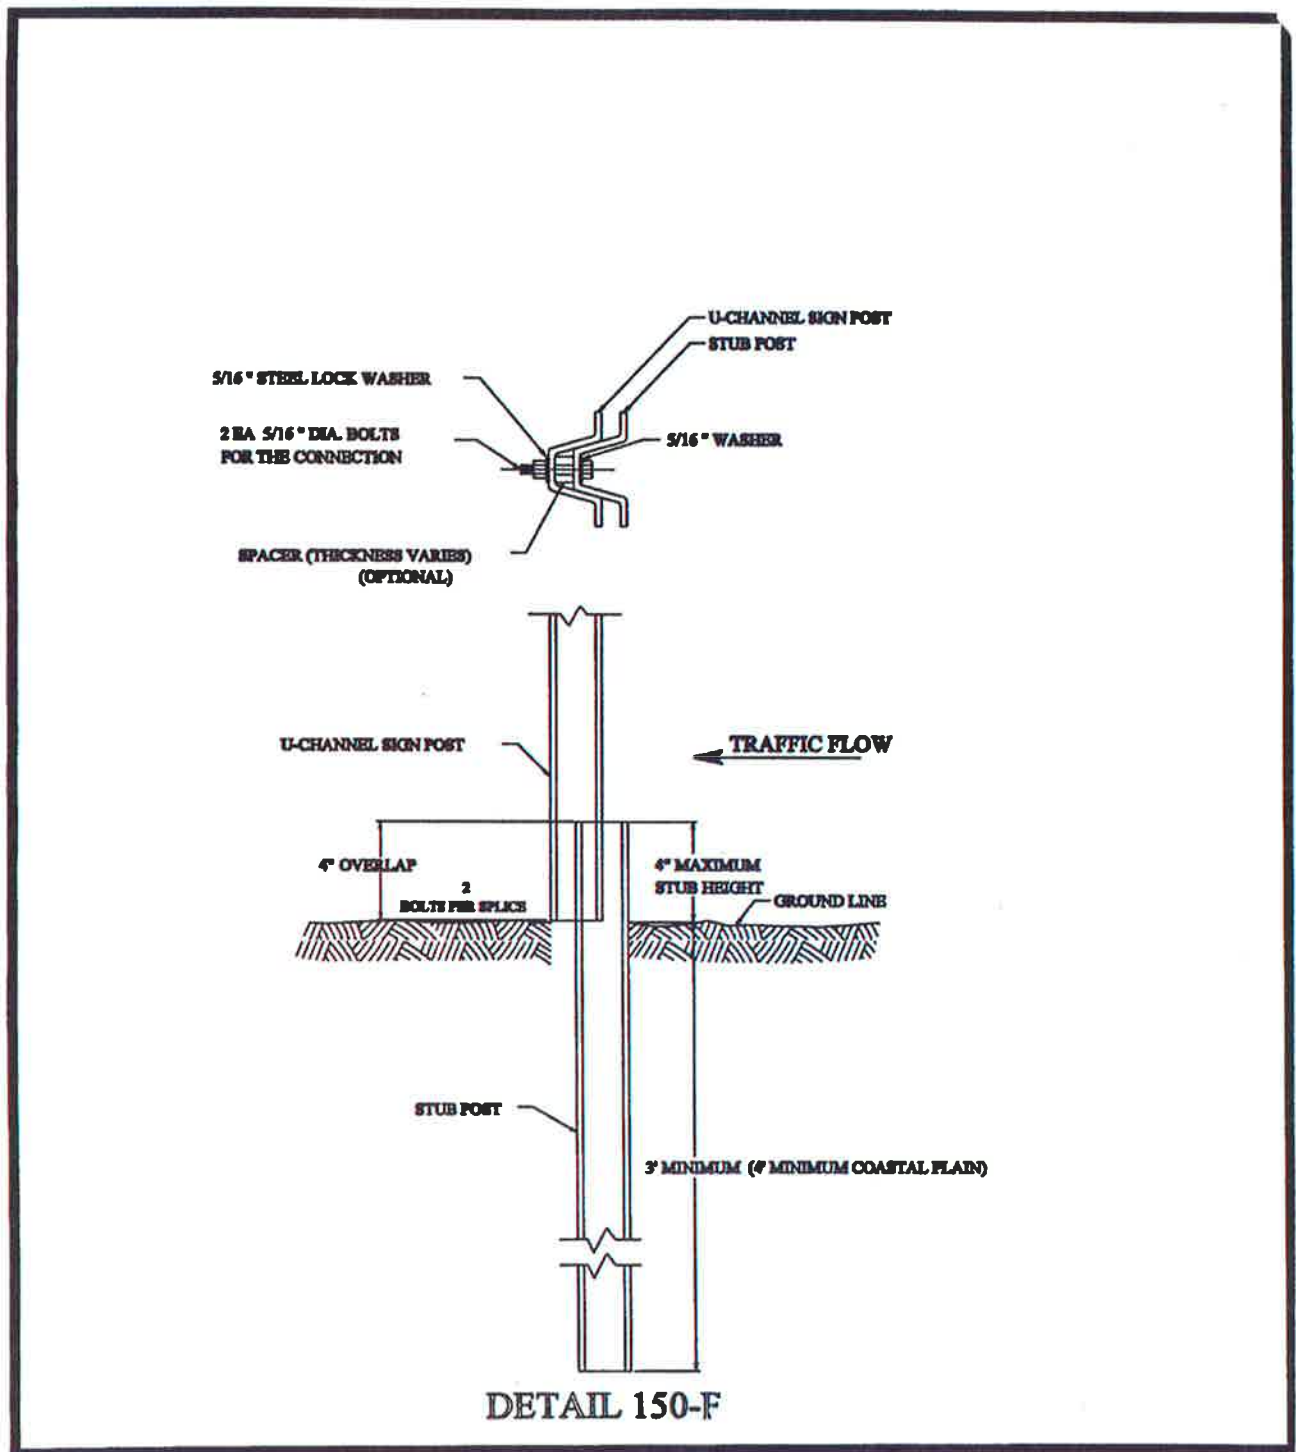 U-CHANNEL SIGN POST
STUB POST
5/16 " STEEL LOCK WASHER
2 EA 5/16 " DIA. BOLTS
FOR THE CONNECTION
5/16 " WASHER
SPACER (THICKNESS VARIES)
(OPTIONAL)
U-CHANNEL SIGN POST
TRAFFIC FLOW
4" OVERLAP
2
BOLTS PER SPLICE
4" MAXIMUM
STUB HEIGHT
GROUND LINE
STUB POST
3' MINIMUM (4' MINIMUM COASTAL PLAIN)
DETAIL 150-F